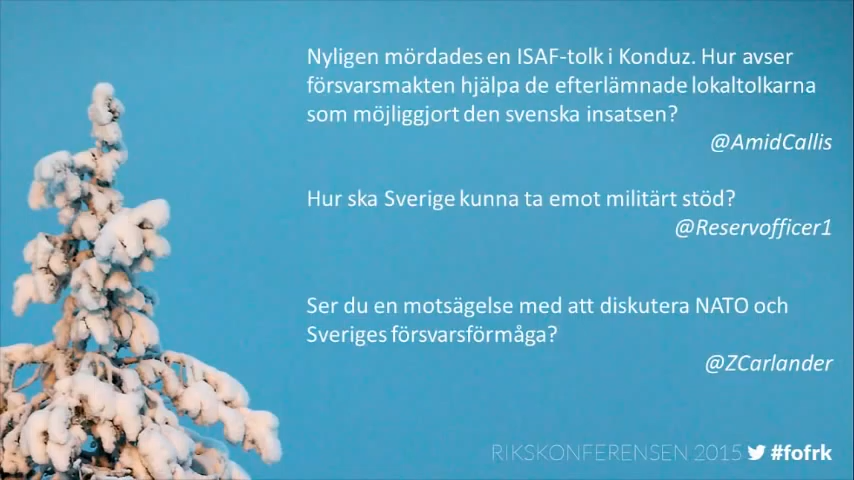 Nyligen mördades en ISAF-tolk i Konduz. Hur avser
försvarsmakten hjälpa de efterlämnade lokaltolkarna
som möjliggjort den svenska insatsen?
@AmidCallis
Hur ska Sverige kunna ta emot militärt stöd?
@Reservofficer1
Ser du en motsägelse med att diskutera NATO och
Sveriges försvarsförmåga?
@ZCarlander
RIKSKONFERENSEN 2015 #fofrk